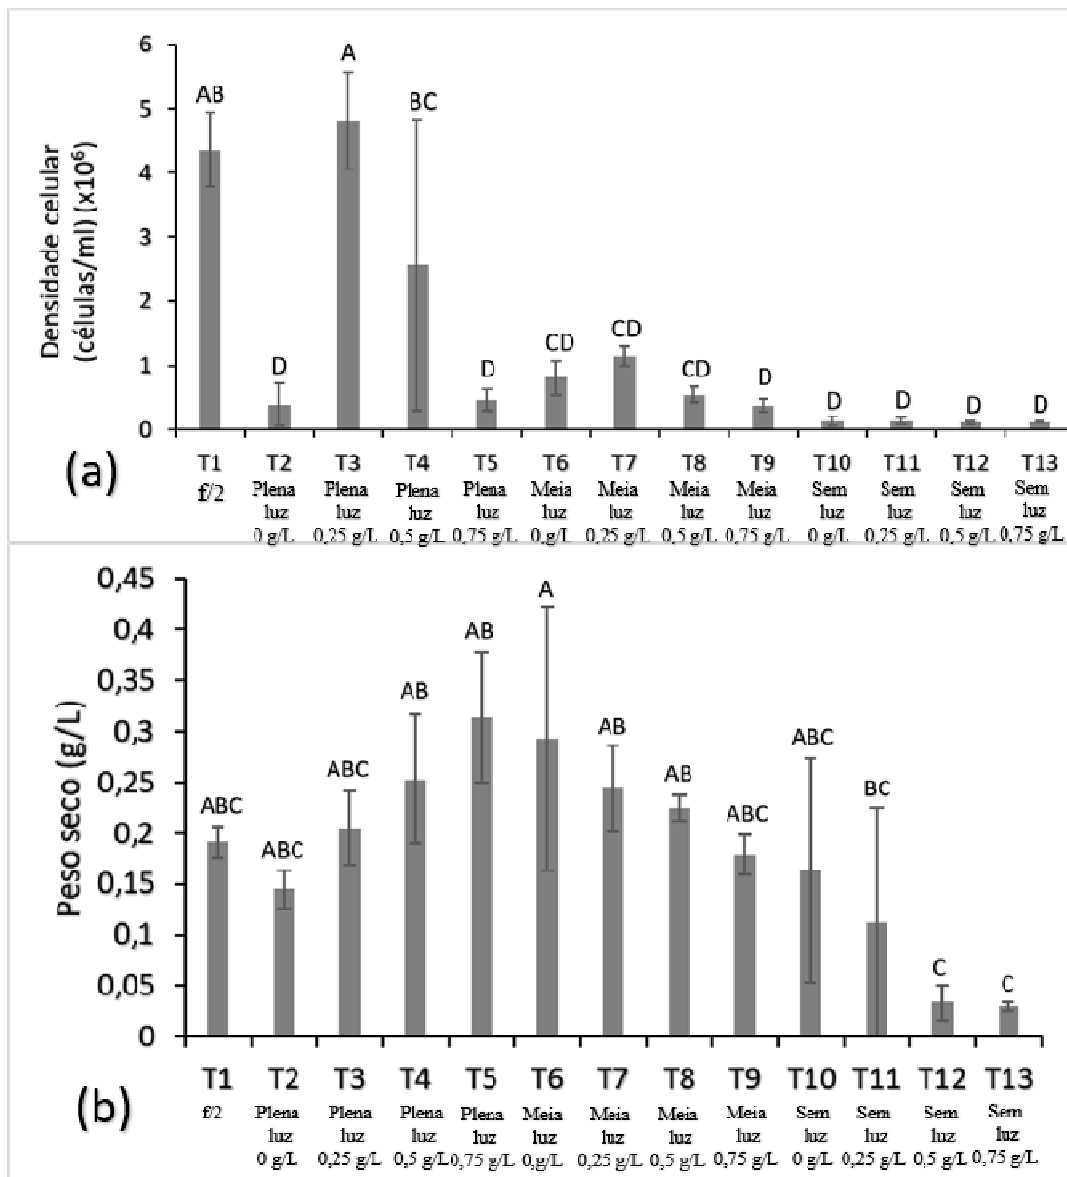 6
5
4
3
2
1
0
Densidade celular
(células/ml) (x10⁶)
AB
D
A
BC
D
CD
CD
CD
D
D
D
D
D
(a)
T1 T2 T3 T4 T5 T6 T7 T8 T9 T10 T11 T12 T13
f/2 Plena Plena Plena Plena Meia Meia Meia Meia Sem Sem Sem Sem
luz luz luz luz luz luz luz luz luz luz luz luz
0 g/L 0,25 g/L 0,5 g/L 0,75 g/L 0,g/L 0,25 g/L 0,5 g/L 0,75 g/L 0 g/L 0,25 g/L 0,5 g/L 0,75 g/L
0,45
0,4
0,35
0,3
0,25
0,2
0,15
0,1
0,05
0
Peso seco (g/L)
ABC
ABC
ABC
AB
AB
A
AB
AB
ABC
ABC
BC
C
C
(b)
T1 T2 T3 T4 T5 T6 T7 T8 T9 T10 T11 T12 T13
f/2 Plena Plena Plena Plena Meia Meia Meia Meia Sem Sem Sem Sem
luz luz luz luz luz luz luz luz luz luz luz luz
0 g/L 0,25 g/L 0,5 g/L 0,75 g/L 0,g/L 0,25 g/L 0,5 g/L 0,75 g/L 0 g/L 0,25 g/L 0,5 g/L 0,75 g/L